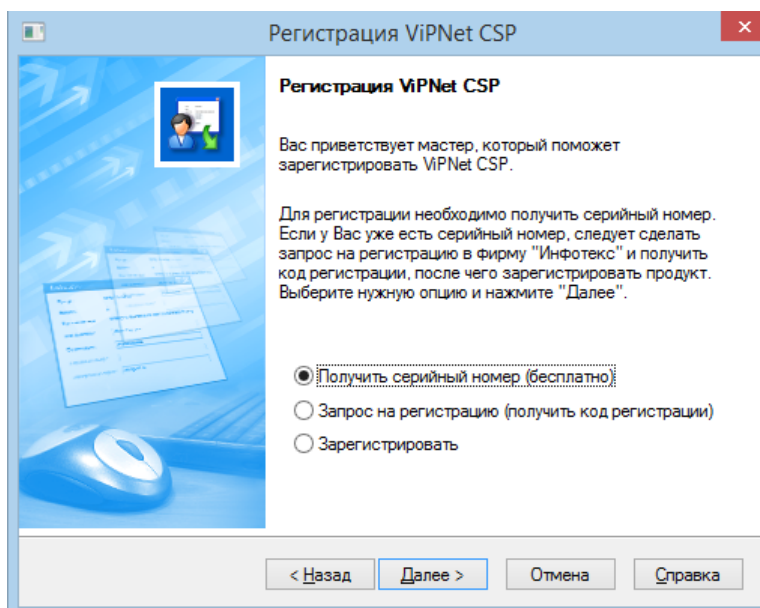 Регистрация ViPNet CSP
Регистрация ViPNet CSP
Вас приветствует мастер, который поможет
зарегистрировать ViPNet CSP.
Для регистрации необходимо получить серийный номер.
Если у Вас уже есть серийный номер, следует сделать
запрос на регистрацию в фирму "Инфотекс" и получить
код регистрации, после чего зарегистрировать продукт.
Выберите нужную опцию и нажмите "Далее".
Получить серийный номер (бесплатно)
Запрос на регистрацию (получить код регистрации)
Зарегистрировать
< Назад Далее > Отмена Справка